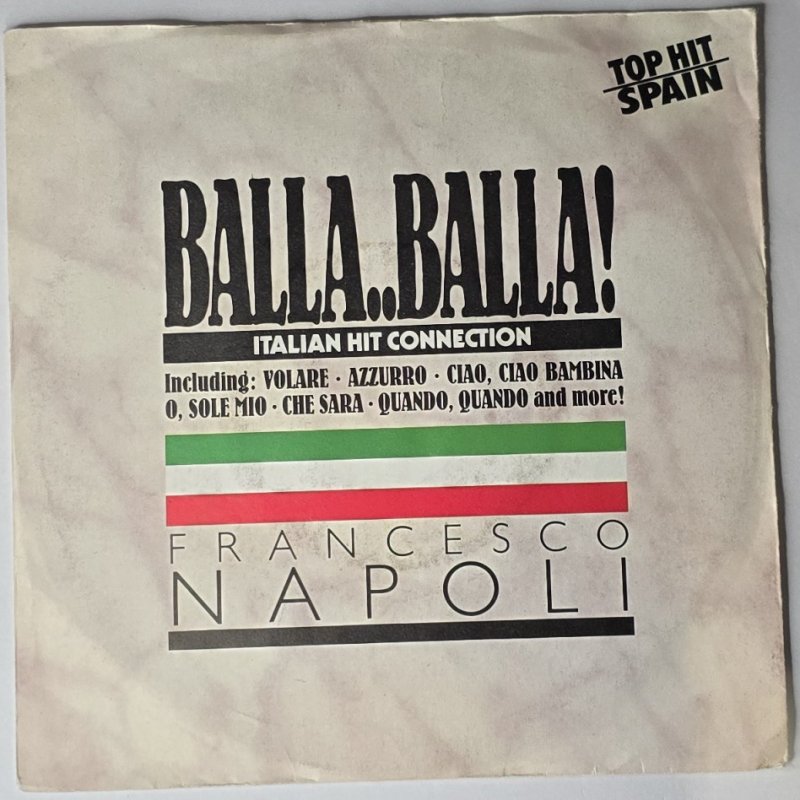 TOP HIT
SPAIN
BALLA..BALLA!
ITALIAN HIT CONNECTION
Including: VOLARE · AZZURRO · CIAO, CIAO BAMBINA
O, SOLE MIO · CHE SARA · QUANDO, QUANDO and more!
FRANCESCO
NAPOLI